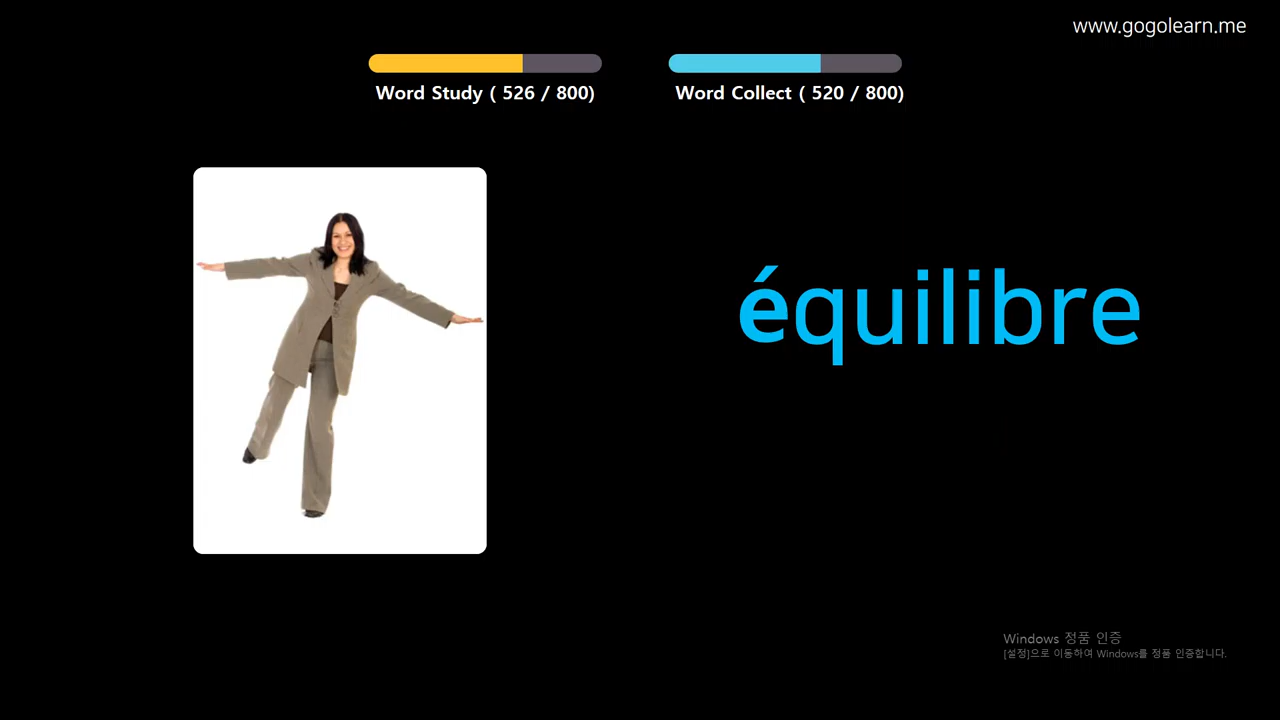 www.gogolearn.me
Word Study ( 526 / 800)
Word Collect ( 520 / 800)
équilibre
Windows 정품 인증
[설정]으로 이동하여 Windows를 정품 인증합니다.